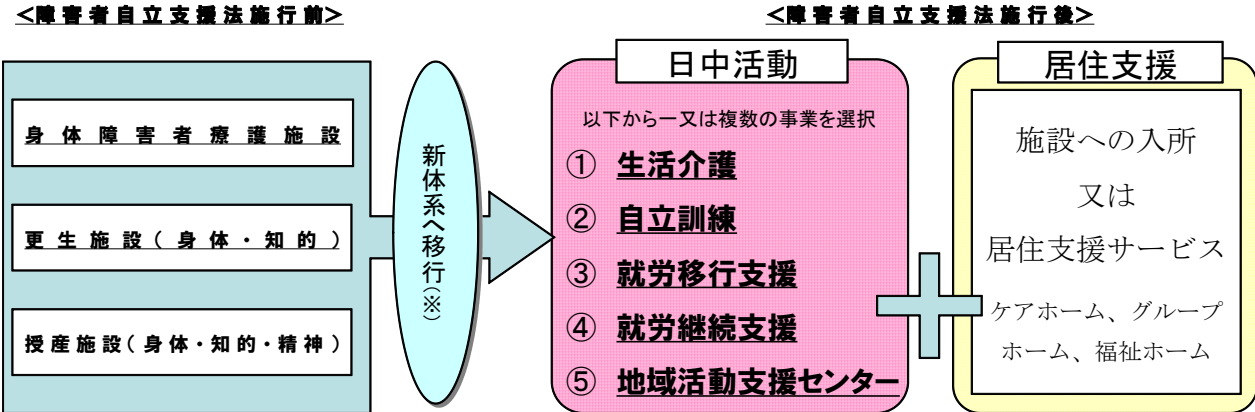 <障害者自立支援法施行前>
<障害者自立支援法施行後>
身体障害者療護施設
更生施設(身体・知的)
授産施設(身体・知的・精神)
新体系へ移行(※)
日中活動
以下から一又は複数の事業を選択
① 生活介護
② 自立訓練
③ 就労移行支援
④ 就労継続支援
⑤ 地域活動支援センター
居住支援
施設への入所
又は
居住支援サービス
ケアホーム、グループ
ホーム、福祉ホーム